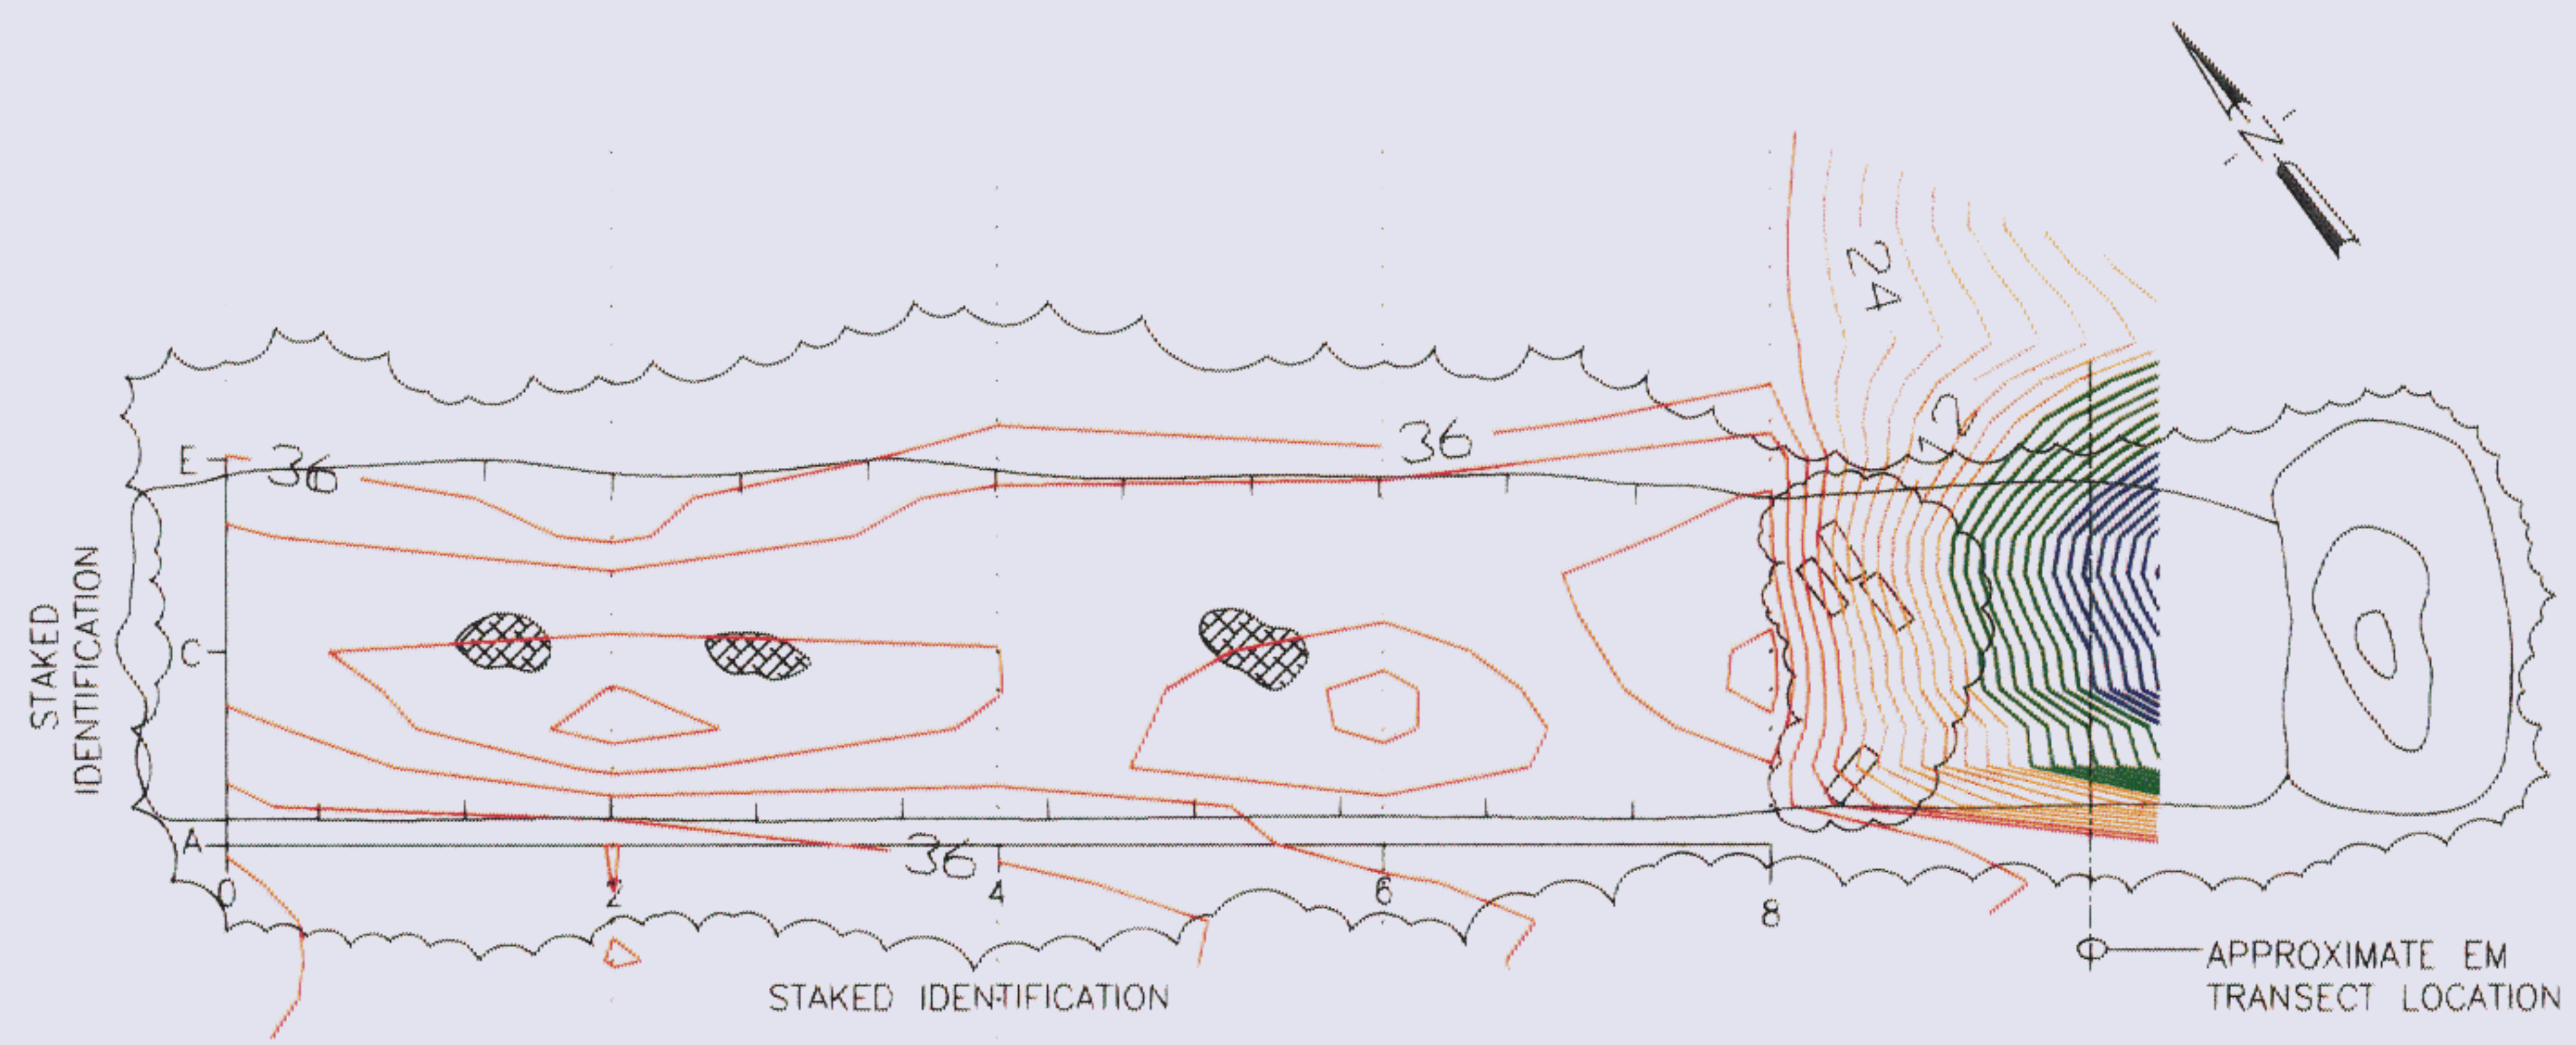 N
24
12
36
E
36
C
STAKED
IDENTIFICATION
A
36
0
2
4
6
8
STAKED IDENTIFICATION
APPROXIMATE EM
TRANSECT LOCATION